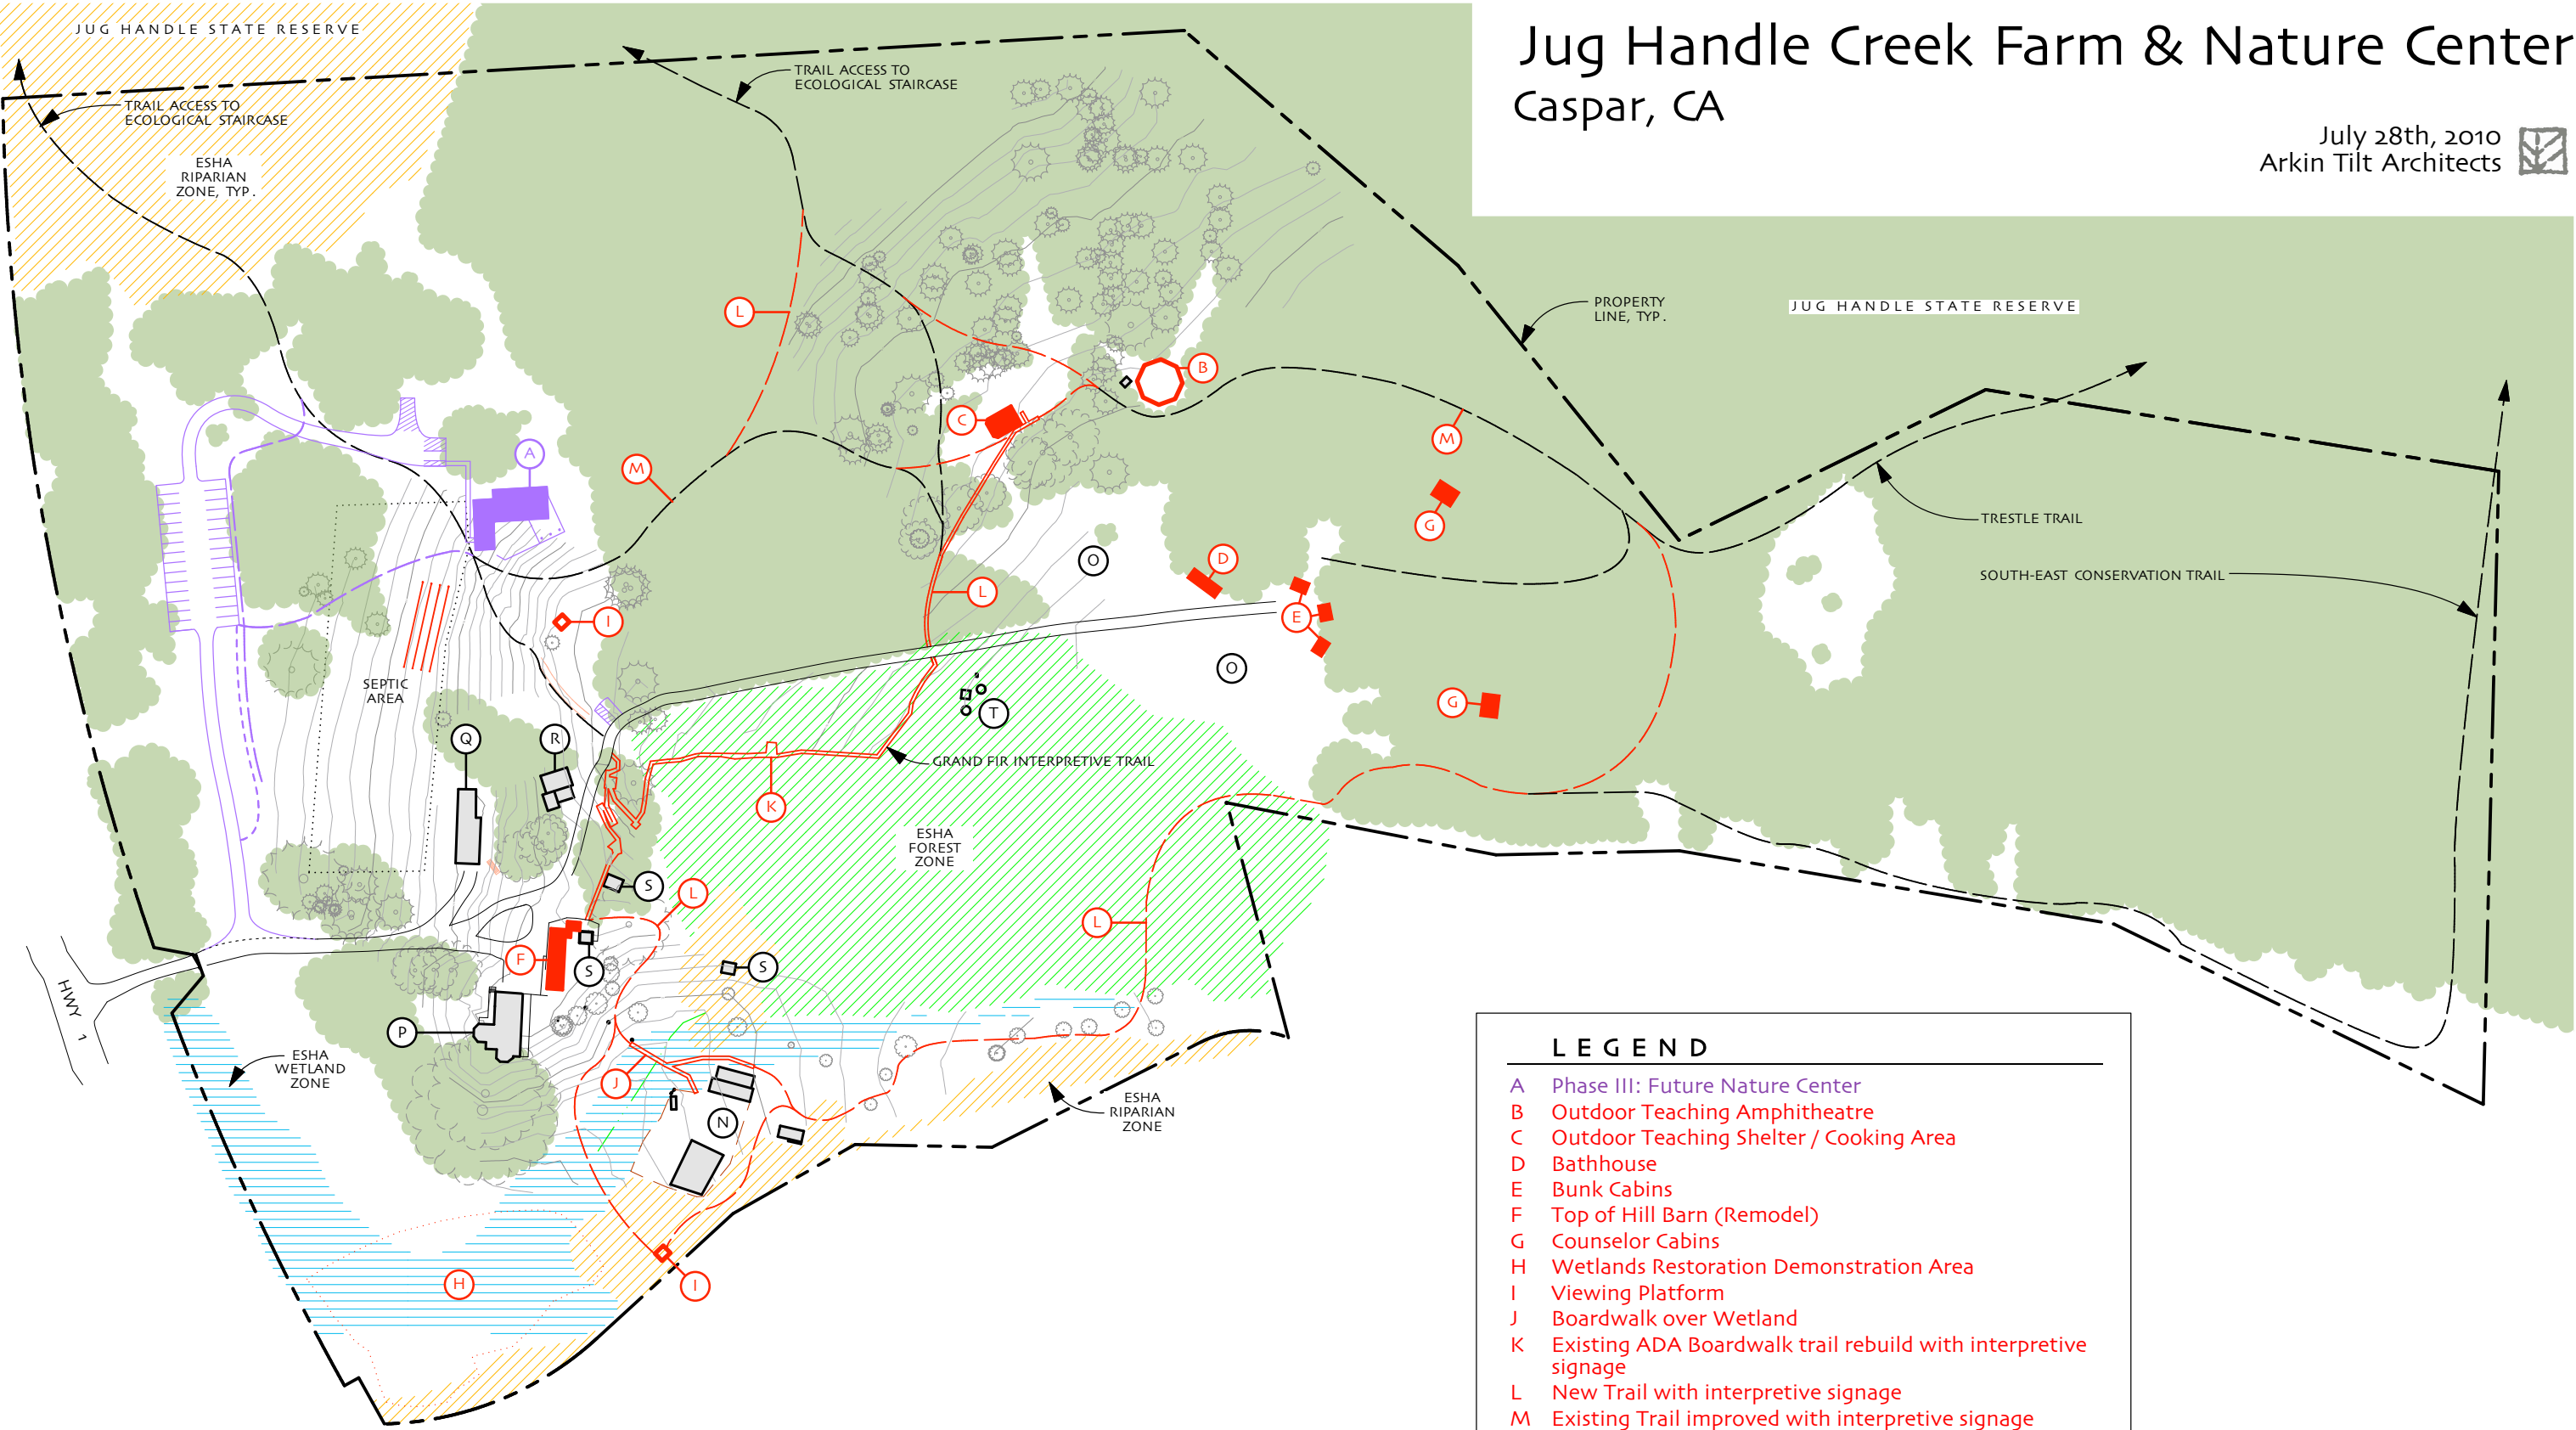 Jug Handle Creek Farm & Nature Center
Caspar, CA
July 28th, 2010
Arkin Tilt Architects
JUG HANDLE STATE RESERVE
TRAIL ACCESS TO
ECOLOGICAL STAIRCASE
TRAIL ACCESS TO
ECOLOGICAL STAIRCASE
ESHA
RIPARIAN
ZONE, TYP.
PROPERTY
LINE, TYP.
JUG HANDLE STATE RESERVE
L
B
C
M
A
M
G
TRESTLE TRAIL
O
D
SOUTH-EAST CONSERVATION TRAIL
L
I
E
O
SEPTIC
AREA
G
T
Q
R
GRAND FIR INTERPRETIVE TRAIL
K
ESHA
FOREST
ZONE
S
L
L
F
S
S
HWY 1
P
ESHA
WETLAND
ZONE
J
N
ESHA
RIPARIAN
ZONE
H
I
LEGEND
A Phase III: Future Nature Center
B Outdoor Teaching Amphitheatre
C Outdoor Teaching Shelter / Cooking Area
D Bathhouse
E Bunk Cabins
F Top of Hill Barn (Remodel)
G Counselor Cabins
H Wetlands Restoration Demonstration Area
I Viewing Platform
J Boardwalk over Wetland
K Existing ADA Boardwalk trail rebuild with interpretive
signage
L New Trail with interpretive signage
M Existing Trail improved with interpretive signage